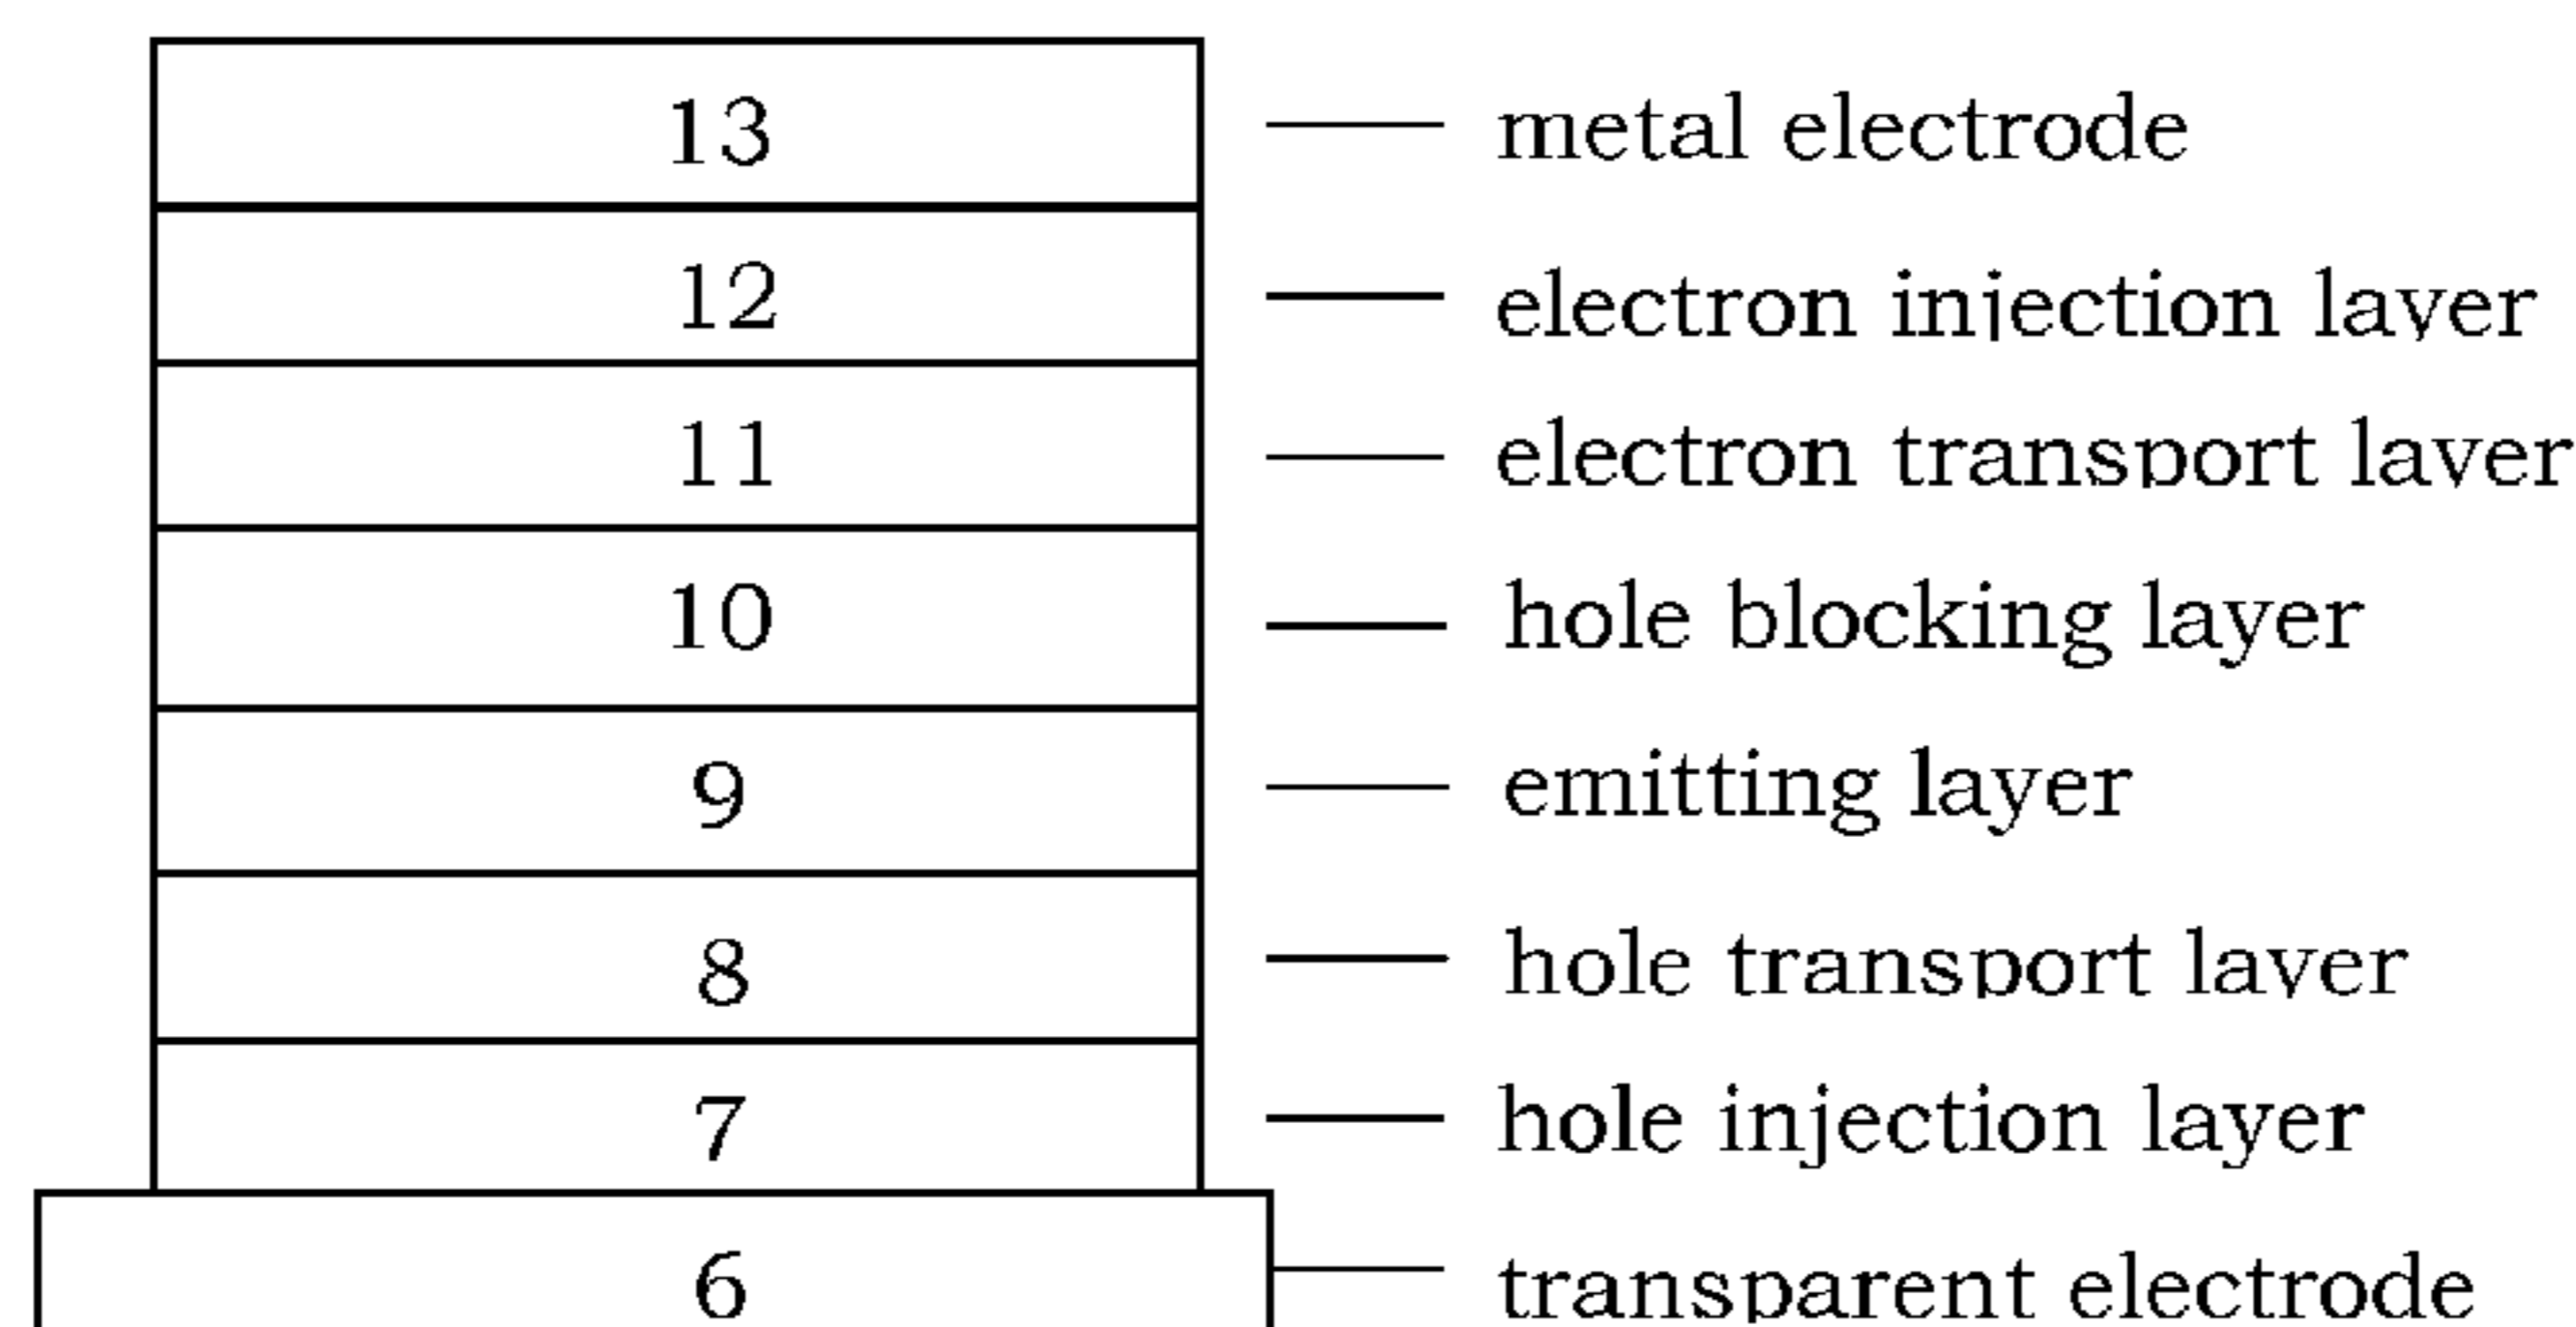 13 metal electrode
12 electron injection layer
11 electron transport layer
10 hole blocking layer
9 emitting layer
8 hole transport layer
7 hole injection layer
6 transparent electrode